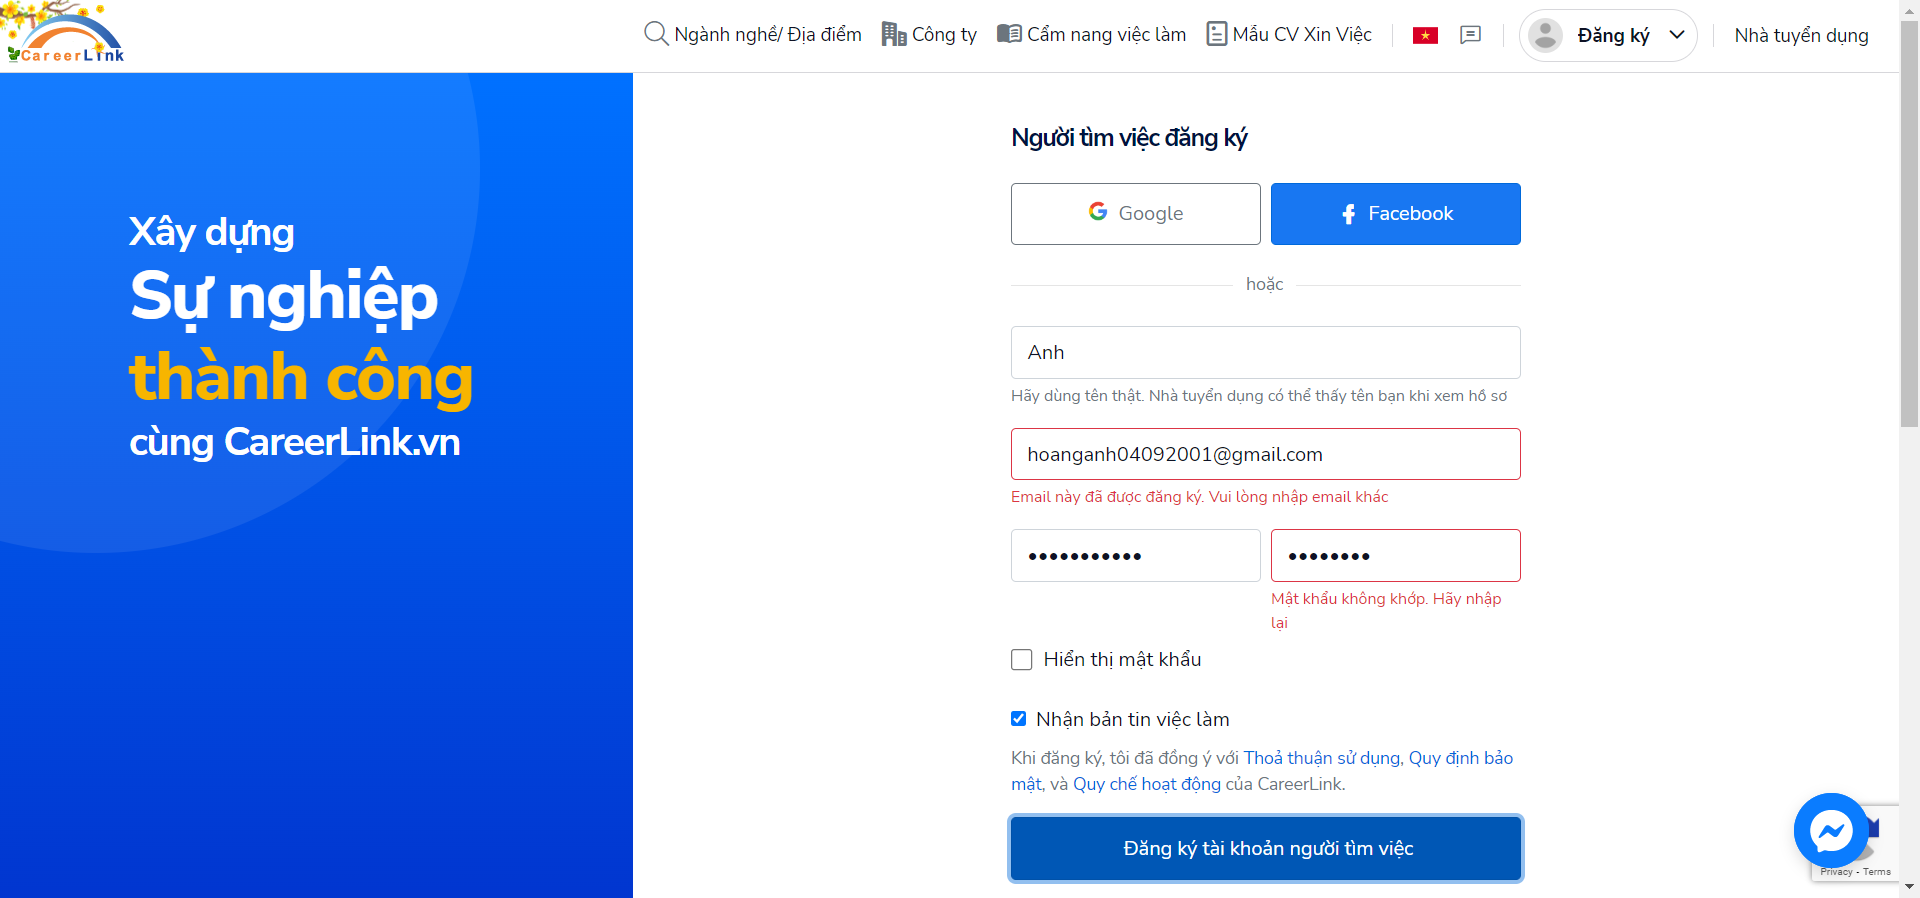 CareerLink
Ngành nghề/ Địa điểm
Công ty
Cẩm nang việc làm
Mẫu CV Xin Việc
Đăng ký
Nhà tuyển dụng
Xây dựng
Sự nghiệp
thành công
cùng CareerLink.vn
Người tìm việc đăng ký
Google
Facebook
hoặc
Anh
Hãy dùng tên thật. Nhà tuyển dụng có thể thấy tên bạn khi xem hồ sơ
hoanganh04092001@gmail.com
Email này đã được đăng ký. Vui lòng nhập email khác
•••••••••••
••••••••
Mật khẩu không khớp. Hãy nhập
lại
Hiển thị mật khẩu
Nhận bản tin việc làm
Khi đăng ký, tôi đã đồng ý với Thoả thuận sử dụng, Quy định bảo
mật, và Quy chế hoạt động của CareerLink.
Đăng ký tài khoản người tìm việc
Privacy - Terms